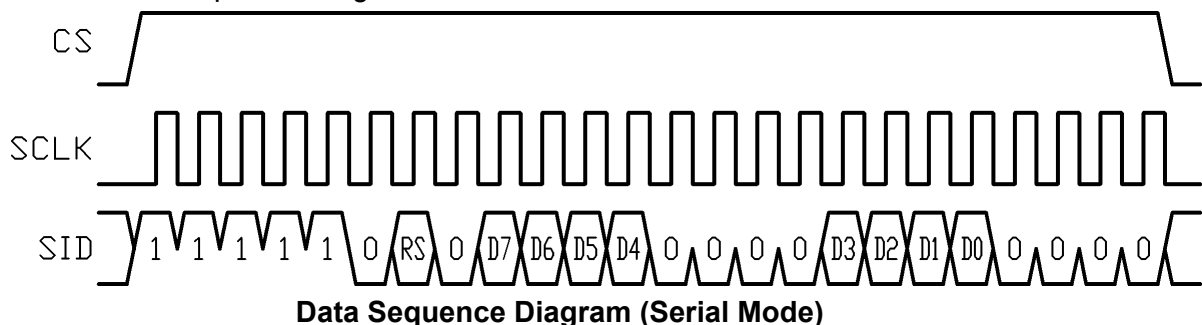 CS
SCLK
SID 1 1 1 1 1 0 RS 0 D7 D6 D5 D4 0 0 0 0 D3 D2 D1 D0 0 0 0 0
Data Sequence Diagram (Serial Mode)